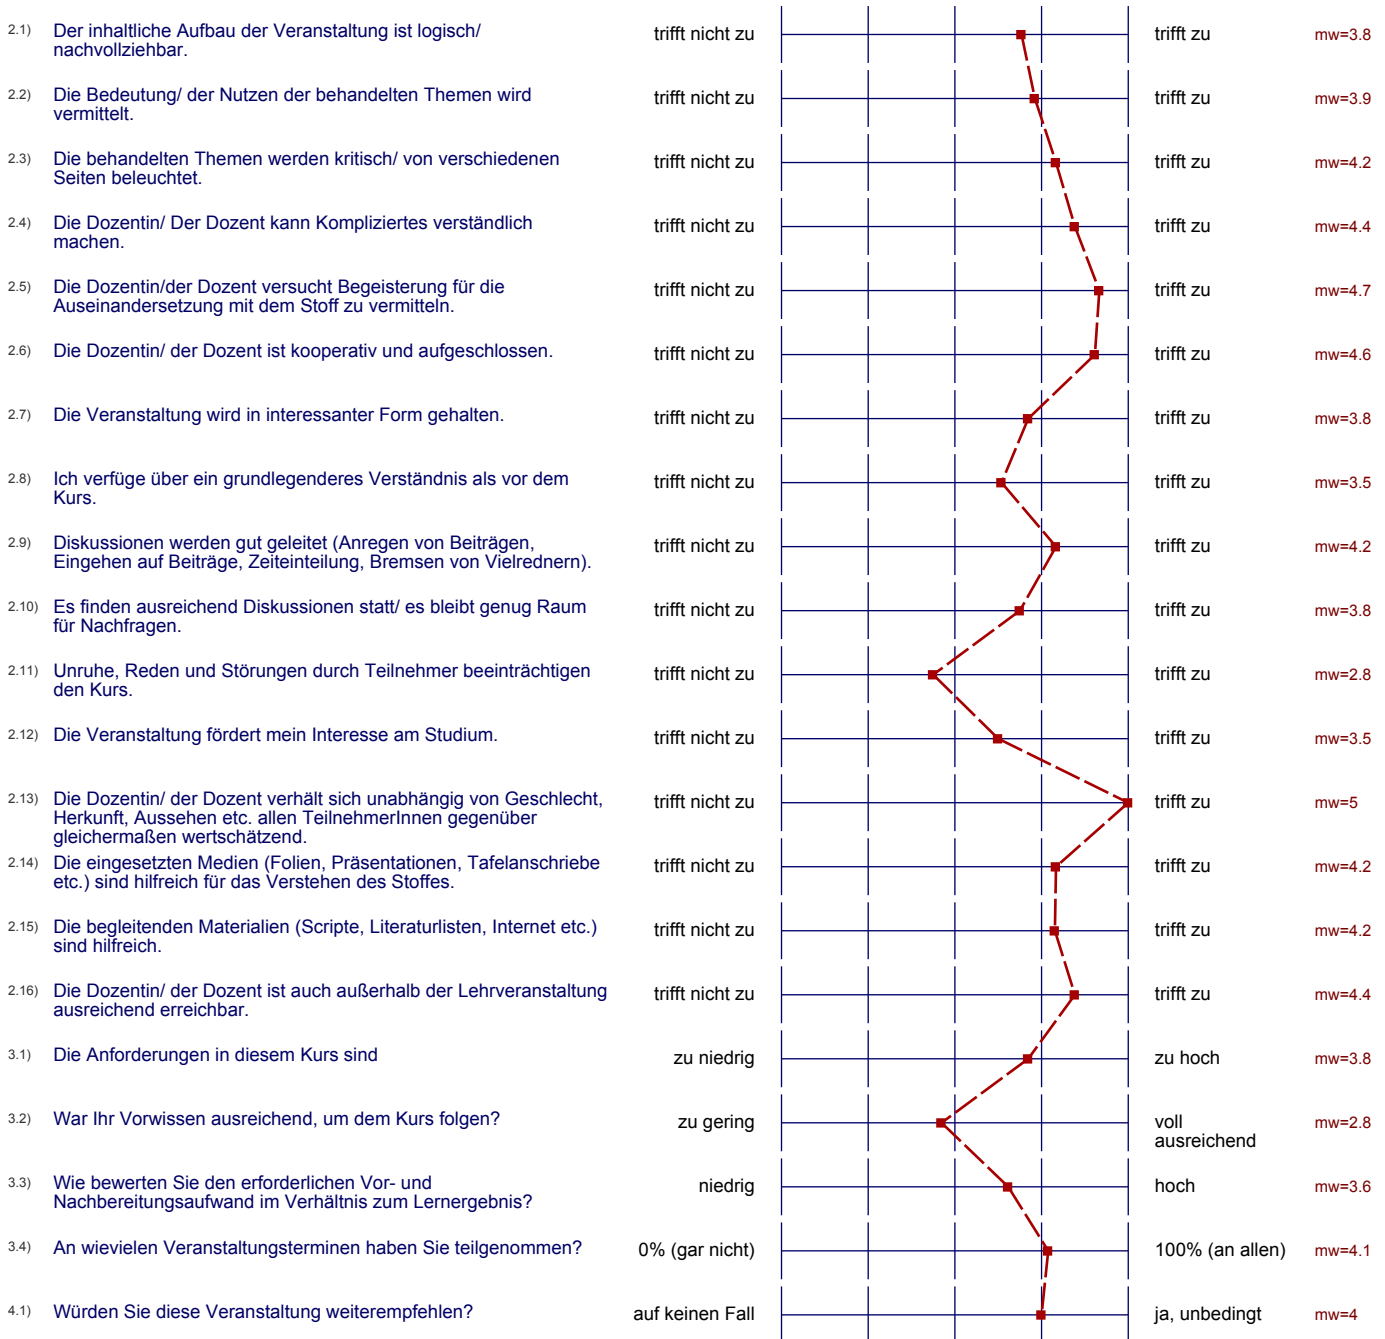 2.1) Der inhaltliche Aufbau der Veranstaltung ist logisch/ trifft nicht zu trifft zu mw=3.8
nachvollziehbar.
2.2) Die Bedeutung/ der Nutzen der behandelten Themen wird trifft nicht zu trifft zu mw=3.9
vermittelt.
2.3) Die behandelten Themen werden kritisch/ von verschiedenen trifft nicht zu trifft zu mw=4.2
Seiten beleuchtet.
2.4) Die Dozentin/ Der Dozent kann Kompliziertes verständlich trifft nicht zu trifft zu mw=4.4
machen.
2.5) Die Dozentin/der Dozent versucht Begeisterung für die trifft nicht zu trifft zu mw=4.7
Auseinandersetzung mit dem Stoff zu vermitteln.
2.6) Die Dozentin/ der Dozent ist kooperativ und aufgeschlossen. trifft nicht zu trifft zu mw=4.6
2.7) Die Veranstaltung wird in interessanter Form gehalten. trifft nicht zu trifft zu mw=3.8
2.8) Ich verfüge über ein grundlegenderes Verständnis als vor dem trifft nicht zu trifft zu mw=3.5
Kurs.
2.9) Diskussionen werden gut geleitet (Anregen von Beiträgen, trifft nicht zu trifft zu mw=4.2
Eingehen auf Beiträge, Zeiteinteilung, Bremsen von Vielrednern).
2.10) Es finden ausreichend Diskussionen statt/ es bleibt genug Raum trifft nicht zu trifft zu mw=3.8
für Nachfragen.
2.11) Unruhe, Reden und Störungen durch Teilnehmer beeinträchtigen trifft nicht zu trifft zu mw=2.8
den Kurs.
2.12) Die Veranstaltung fördert mein Interesse am Studium. trifft nicht zu trifft zu mw=3.5
2.13) Die Dozentin/ der Dozent verhält sich unabhängig von Geschlecht, trifft nicht zu trifft zu mw=5
Herkunft, Aussehen etc. allen TeilnehmerInnen gegenüber
gleichermaßen wertschätzend.
2.14) Die eingesetzten Medien (Folien, Präsentationen, Tafelanschriebe trifft nicht zu trifft zu mw=4.2
etc.) sind hilfreich für das Verstehen des Stoffes.
2.15) Die begleitenden Materialien (Scripte, Literaturlisten, Internet etc.) trifft nicht zu trifft zu mw=4.2
sind hilfreich.
2.16) Die Dozentin/ der Dozent ist auch außerhalb der Lehrveranstaltung trifft nicht zu trifft zu mw=4.4
ausreichend erreichbar.
3.1) Die Anforderungen in diesem Kurs sind zu niedrig zu hoch mw=3.8
3.2) War Ihr Vorwissen ausreichend, um dem Kurs folgen? zu gering voll mw=2.8
ausreichend
3.3) Wie bewerten Sie den erforderlichen Vor- und niedrig hoch mw=3.6
Nachbereitungsaufwand im Verhältnis zum Lernergebnis?
3.4) An wievielen Veranstaltungsterminen haben Sie teilgenommen? 0% (gar nicht) 100% (an allen) mw=4.1
4.1) Würden Sie diese Veranstaltung weiterempfehlen? auf keinen Fall ja, unbedingt mw=4